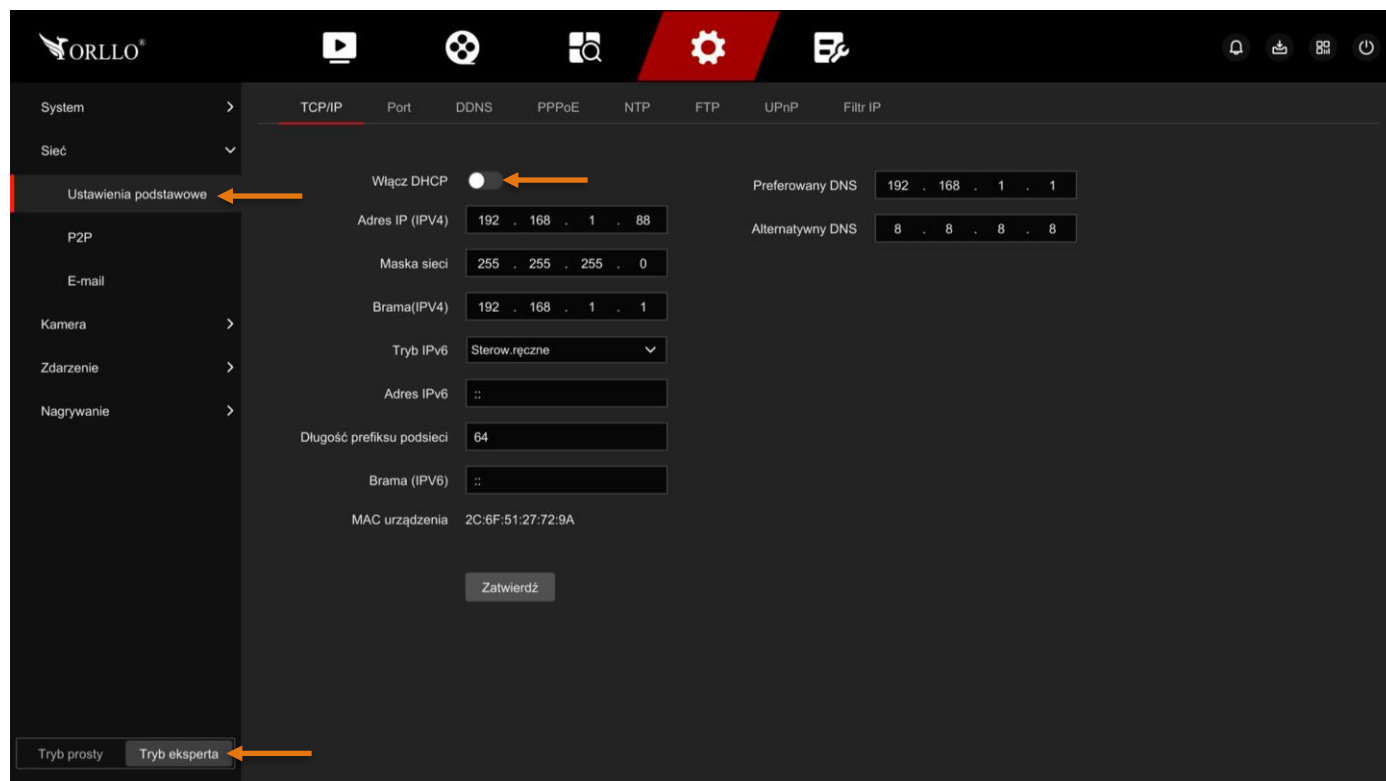 ORLLO®
System
Sieć
Ustawienia podstawowe
P2P
E-mail
Kamera
Zdarzenie
Nagrywanie
Tryb prosty Tryb eksperta
TCP/IP Port DDNS PPPoE NTP FTP UPnP Filtr IP
Włącz DHCP
Adres IP (IPV4) 192 . 168 . 1 . 88
Maska sieci 255 . 255 . 255 . 0
Brama(IPV4) 192 . 168 . 1 . 1
Tryb IPv6 Sterow.ręczne
Adres IPv6 ::
Długość prefiksu podsieci 64
Brama (IPV6) ::
MAC urządzenia 2C:6F:51:27:72:9A
Zatwierdź
Preferowany DNS 192 . 168 . 1 . 1
Alternatywny DNS 8 . 8 . 8 . 8